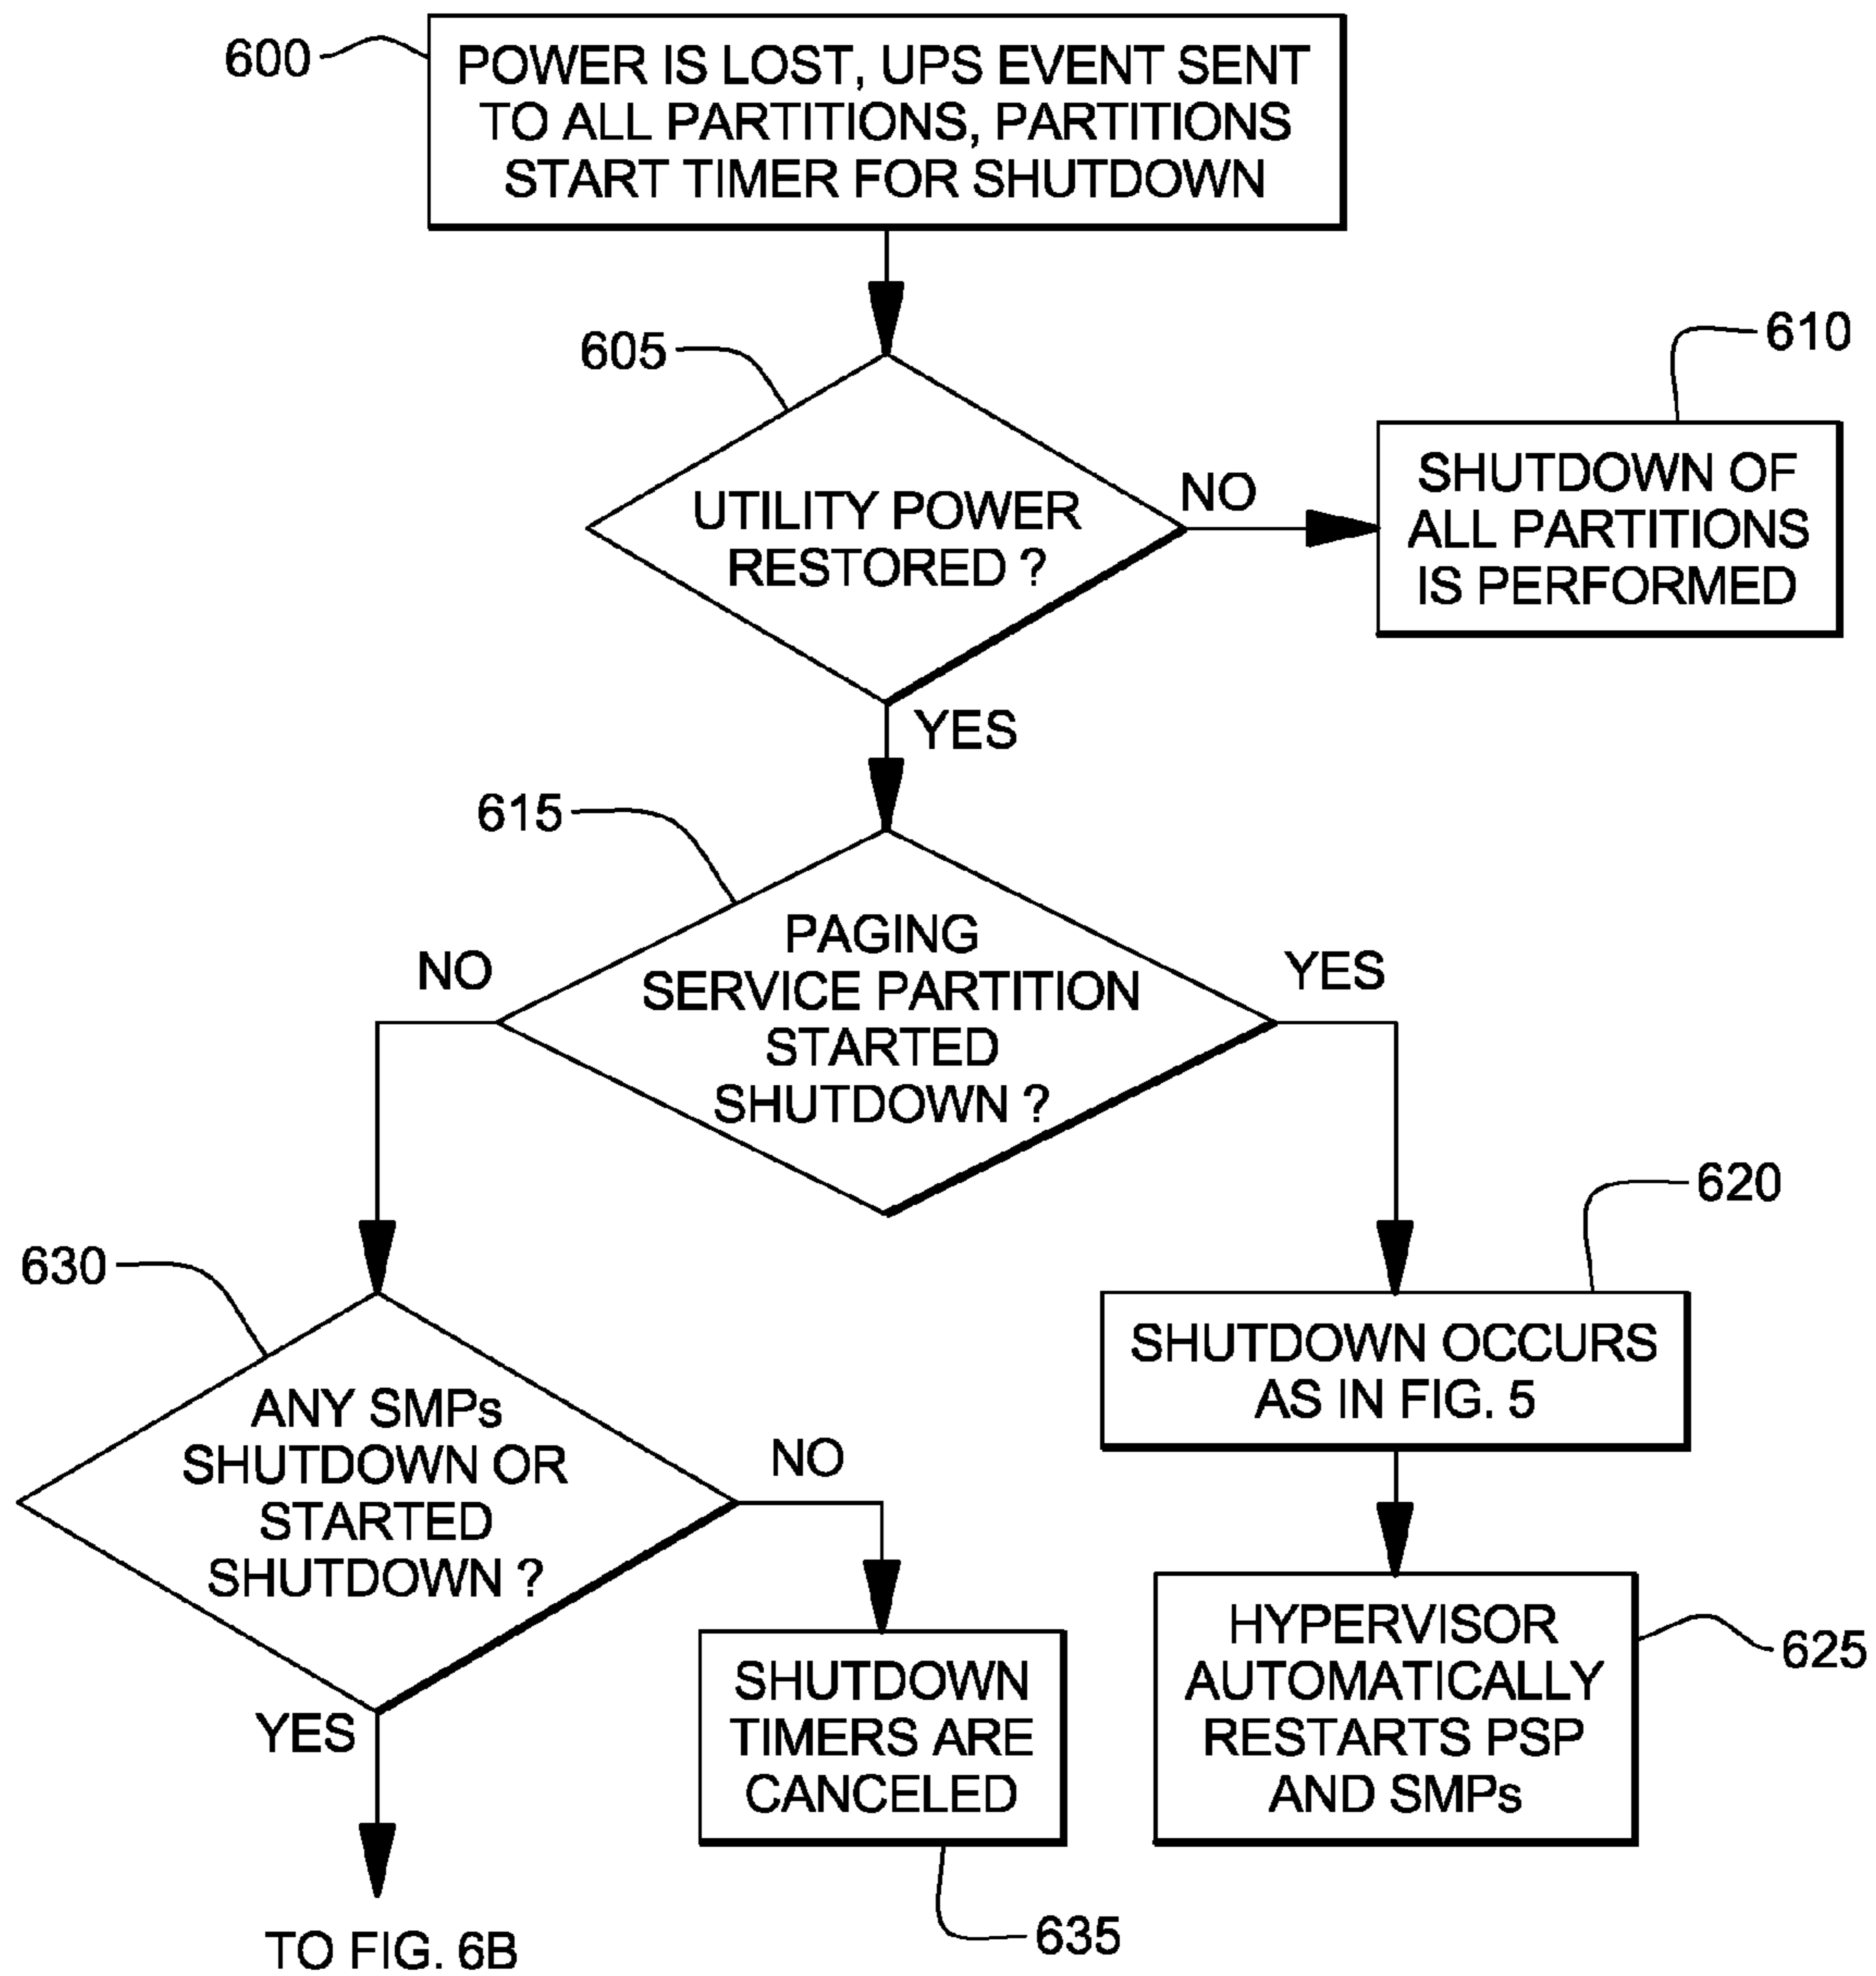 600
POWER IS LOST, UPS EVENT SENT
TO ALL PARTITIONS, PARTITIONS
START TIMER FOR SHUTDOWN
605
UTILITY POWER
RESTORED ?
NO
610
SHUTDOWN OF
ALL PARTITIONS
IS PERFORMED
YES
615
PAGING
SERVICE PARTITION
STARTED
SHUTDOWN ?
NO
YES
620
SHUTDOWN OCCURS
AS IN FIG. 5
630
ANY SMPs
SHUTDOWN OR
STARTED
SHUTDOWN ?
NO
YES
SHUTDOWN
TIMERS ARE
CANCELED
635
HYPERVISOR
AUTOMATICALLY
RESTARTS PSP
AND SMPs
625
TO FIG. 6B